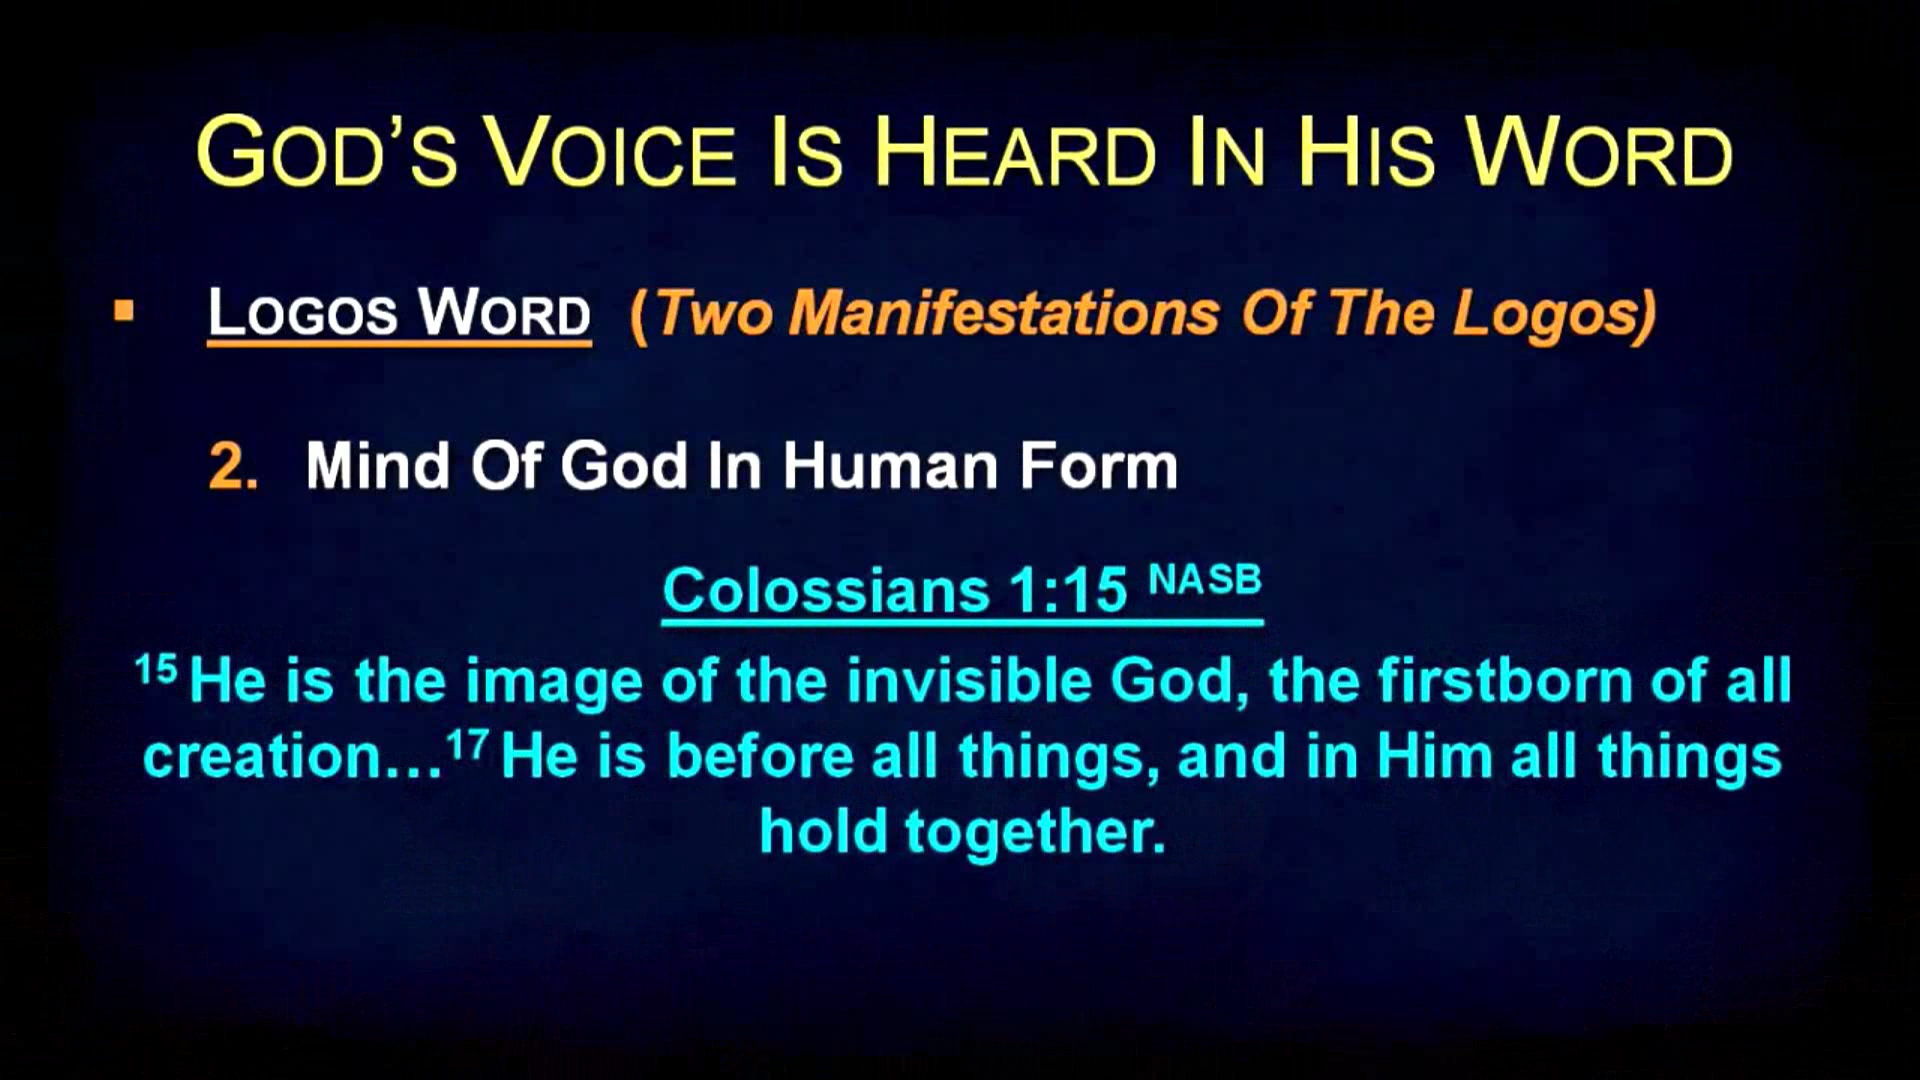 GOD’S VOICE IS HEARD IN HIS WORD
▪ LOGOS WORD (Two Manifestations Of The Logos)
2. Mind Of God In Human Form
Colossians 1:15 NASB
15 He is the image of the invisible God, the firstborn of all
creation...17 He is before all things, and in Him all things
hold together.